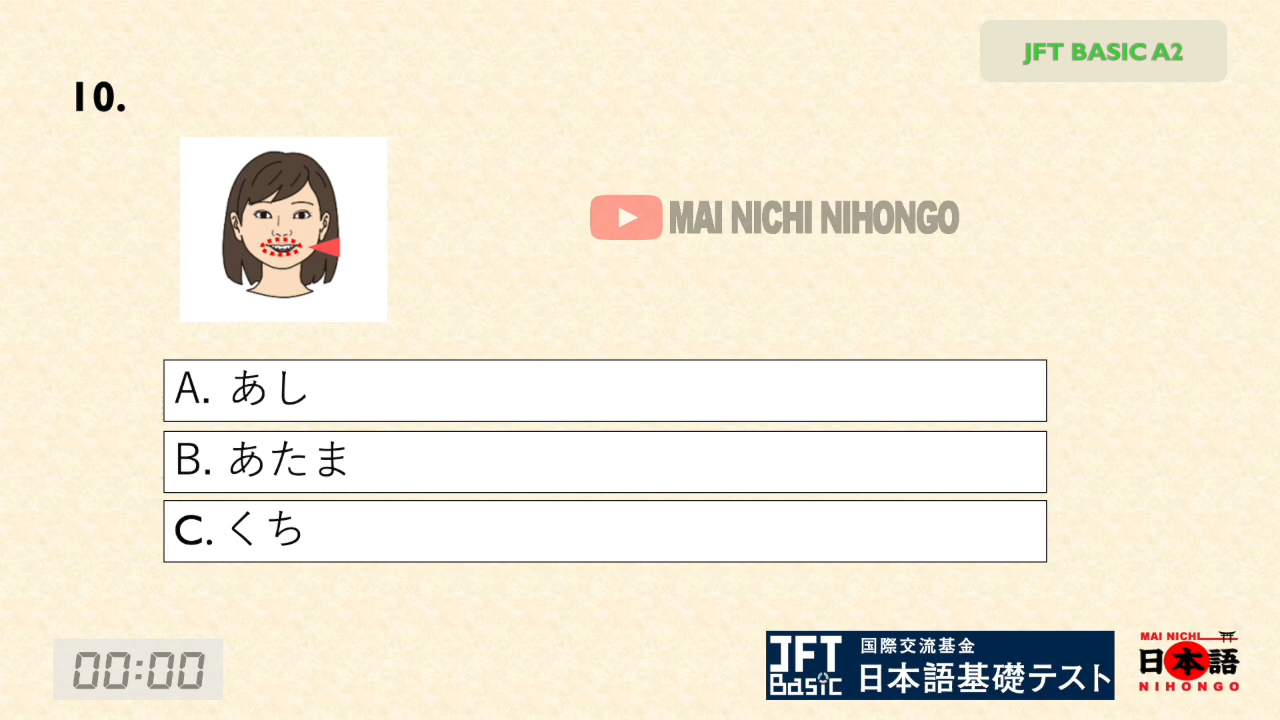 JFT BASIC A2
10.
MAI NICHI NIHONGO
A. あし
B. あたま
C. くち
00:00
JFT Basic
国際交流基金
日本語基礎テスト
MAI NICHI
日本語
NIHONGO